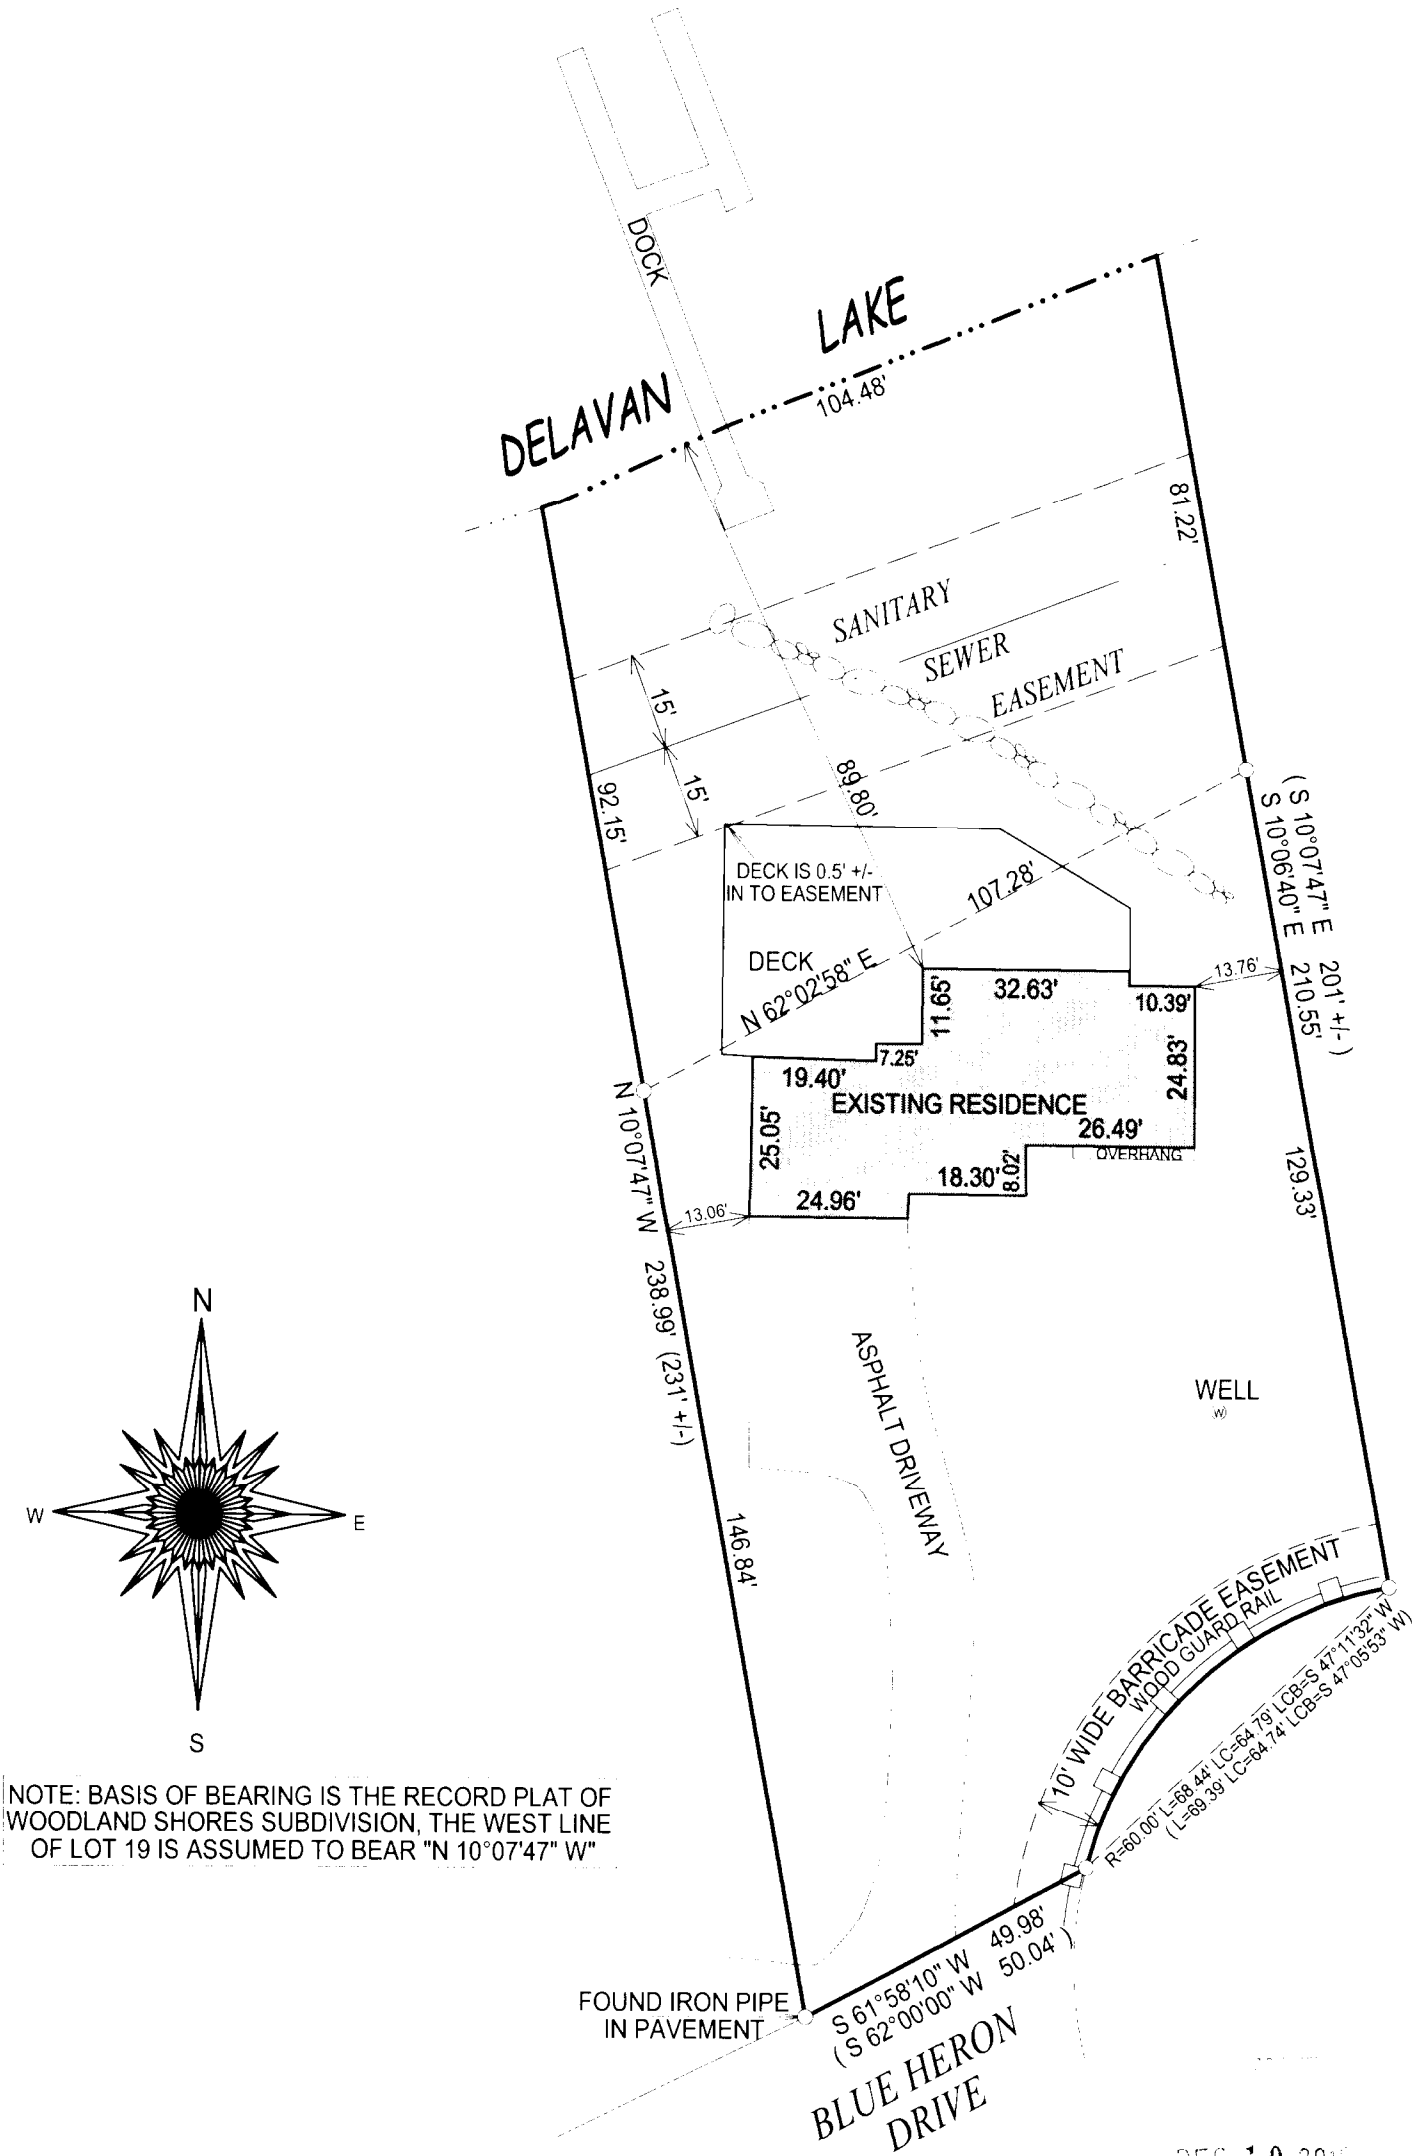 DOCK
DELAVAN
LAKE
104.48'
81.22'
SANITARY
SEWER
EASEMENT
15'
15'
92.15'
89.80'
DECK IS 0.5' +/-
IN TO EASEMENT
107.28'
DECK
N 62°02'58" E
( S 10°07'47" E 201' +/- )
S 10°06'40" E 210.55'
13.76'
32.63'
11.65'
10.39'
7.25'
19.40'
24.83'
EXISTING RESIDENCE
25.05'
26.49'
OVERHANG
8.02'
18.30'
24.96'
13.06'
129.33'
N 10°07'47" W 238.99' (231' +/-)
N
W
E
S
ASPHALT DRIVEWAY
WELL
W
146.84'
10' WIDE BARRICADE EASEMENT
WOOD GUARD RAIL
R=60.00' L=68.44' LC=64.79' LCB=S 47°11'32" W
( L=69.39' LC=64.74' LCB=S 47°05'53" W)
NOTE: BASIS OF BEARING IS THE RECORD PLAT OF
WOODLAND SHORES SUBDIVISION, THE WEST LINE
OF LOT 19 IS ASSUMED TO BEAR "N 10°07'47" W"
FOUND IRON PIPE
IN PAVEMENT
S 61°58'10" W 49.98'
( S 62°00'00" W 50.04' )
BLUE HERON
DRIVE
DEC 10